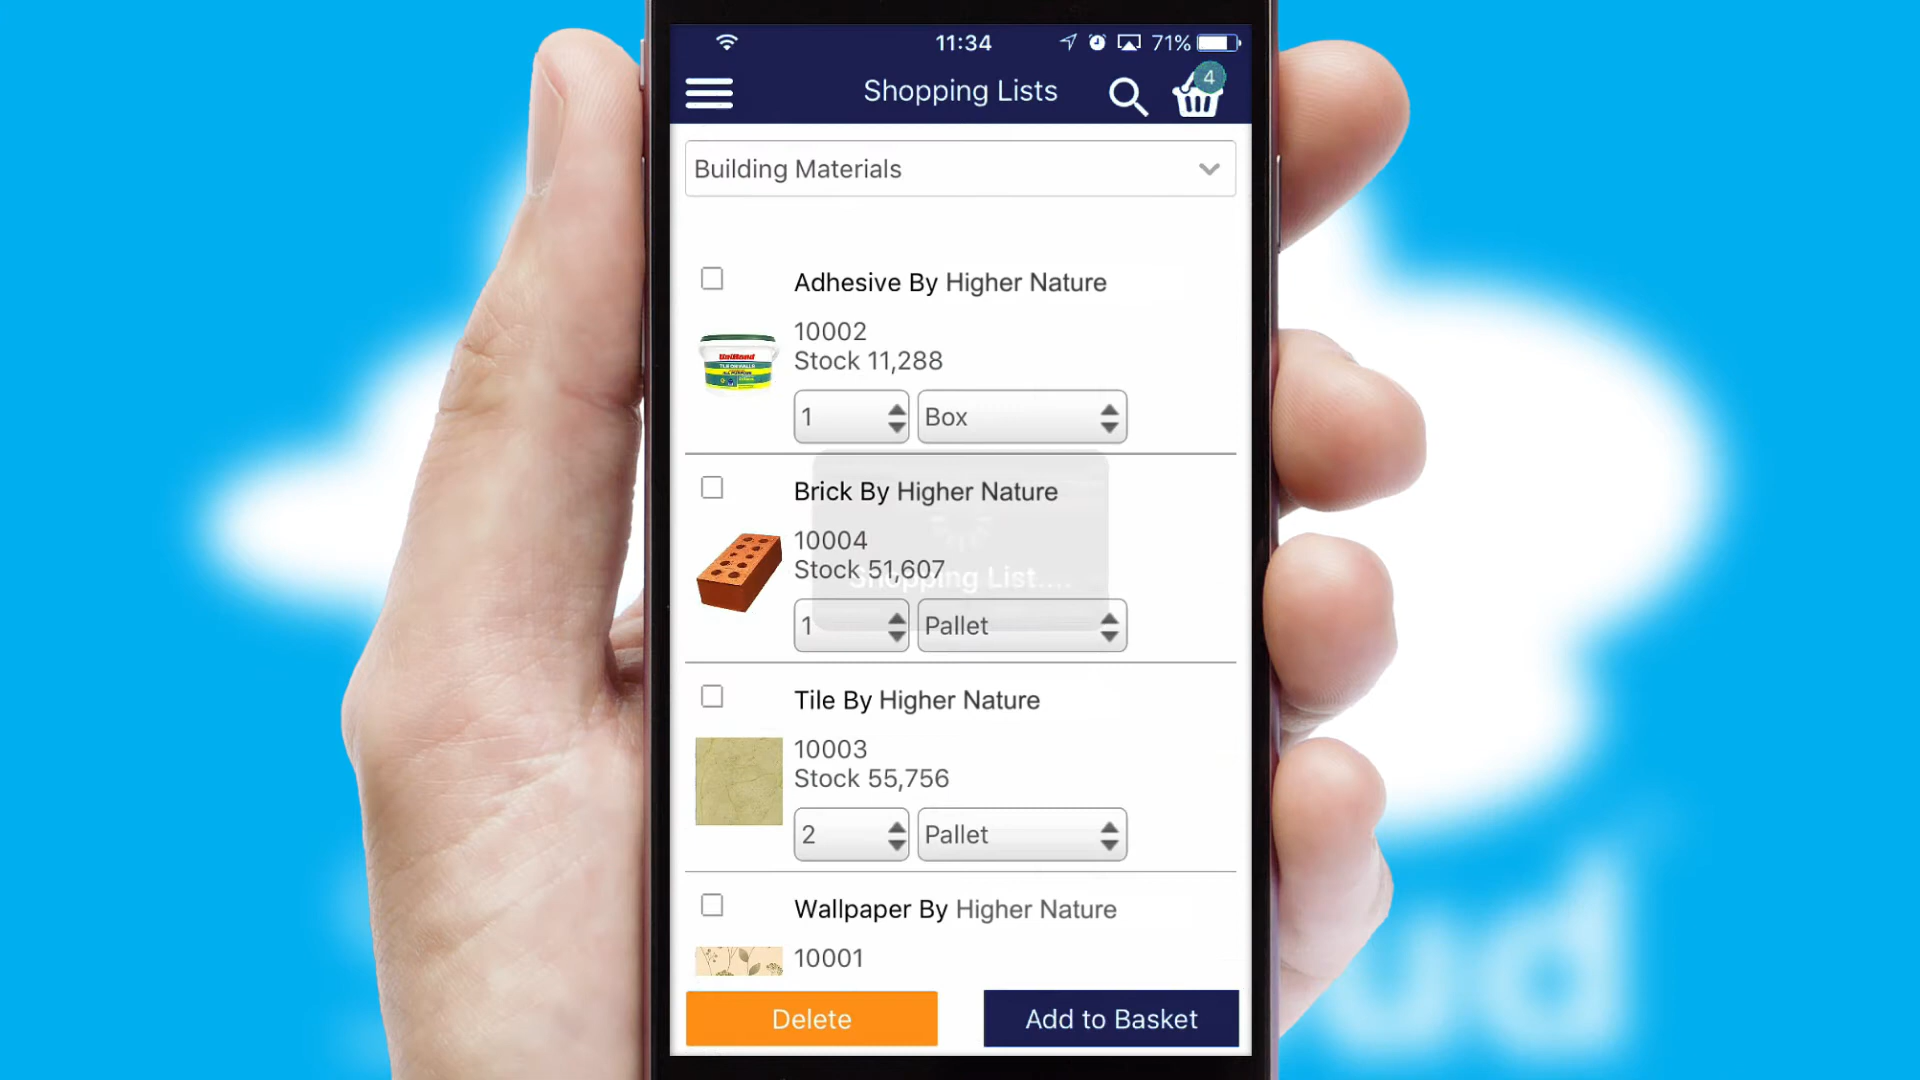 11:34 71%
Shopping Lists 4
Building Materials
Adhesive By Higher Nature
10002
Stock 11,288
1 Box
UniBond
Brick By Higher Nature
10004
Stock 51,607
Shopping List....
1 Pallet
Tile By Higher Nature
10003
Stock 55,756
2 Pallet
Wallpaper By Higher Nature
10001
Delete Add to Basket
ud